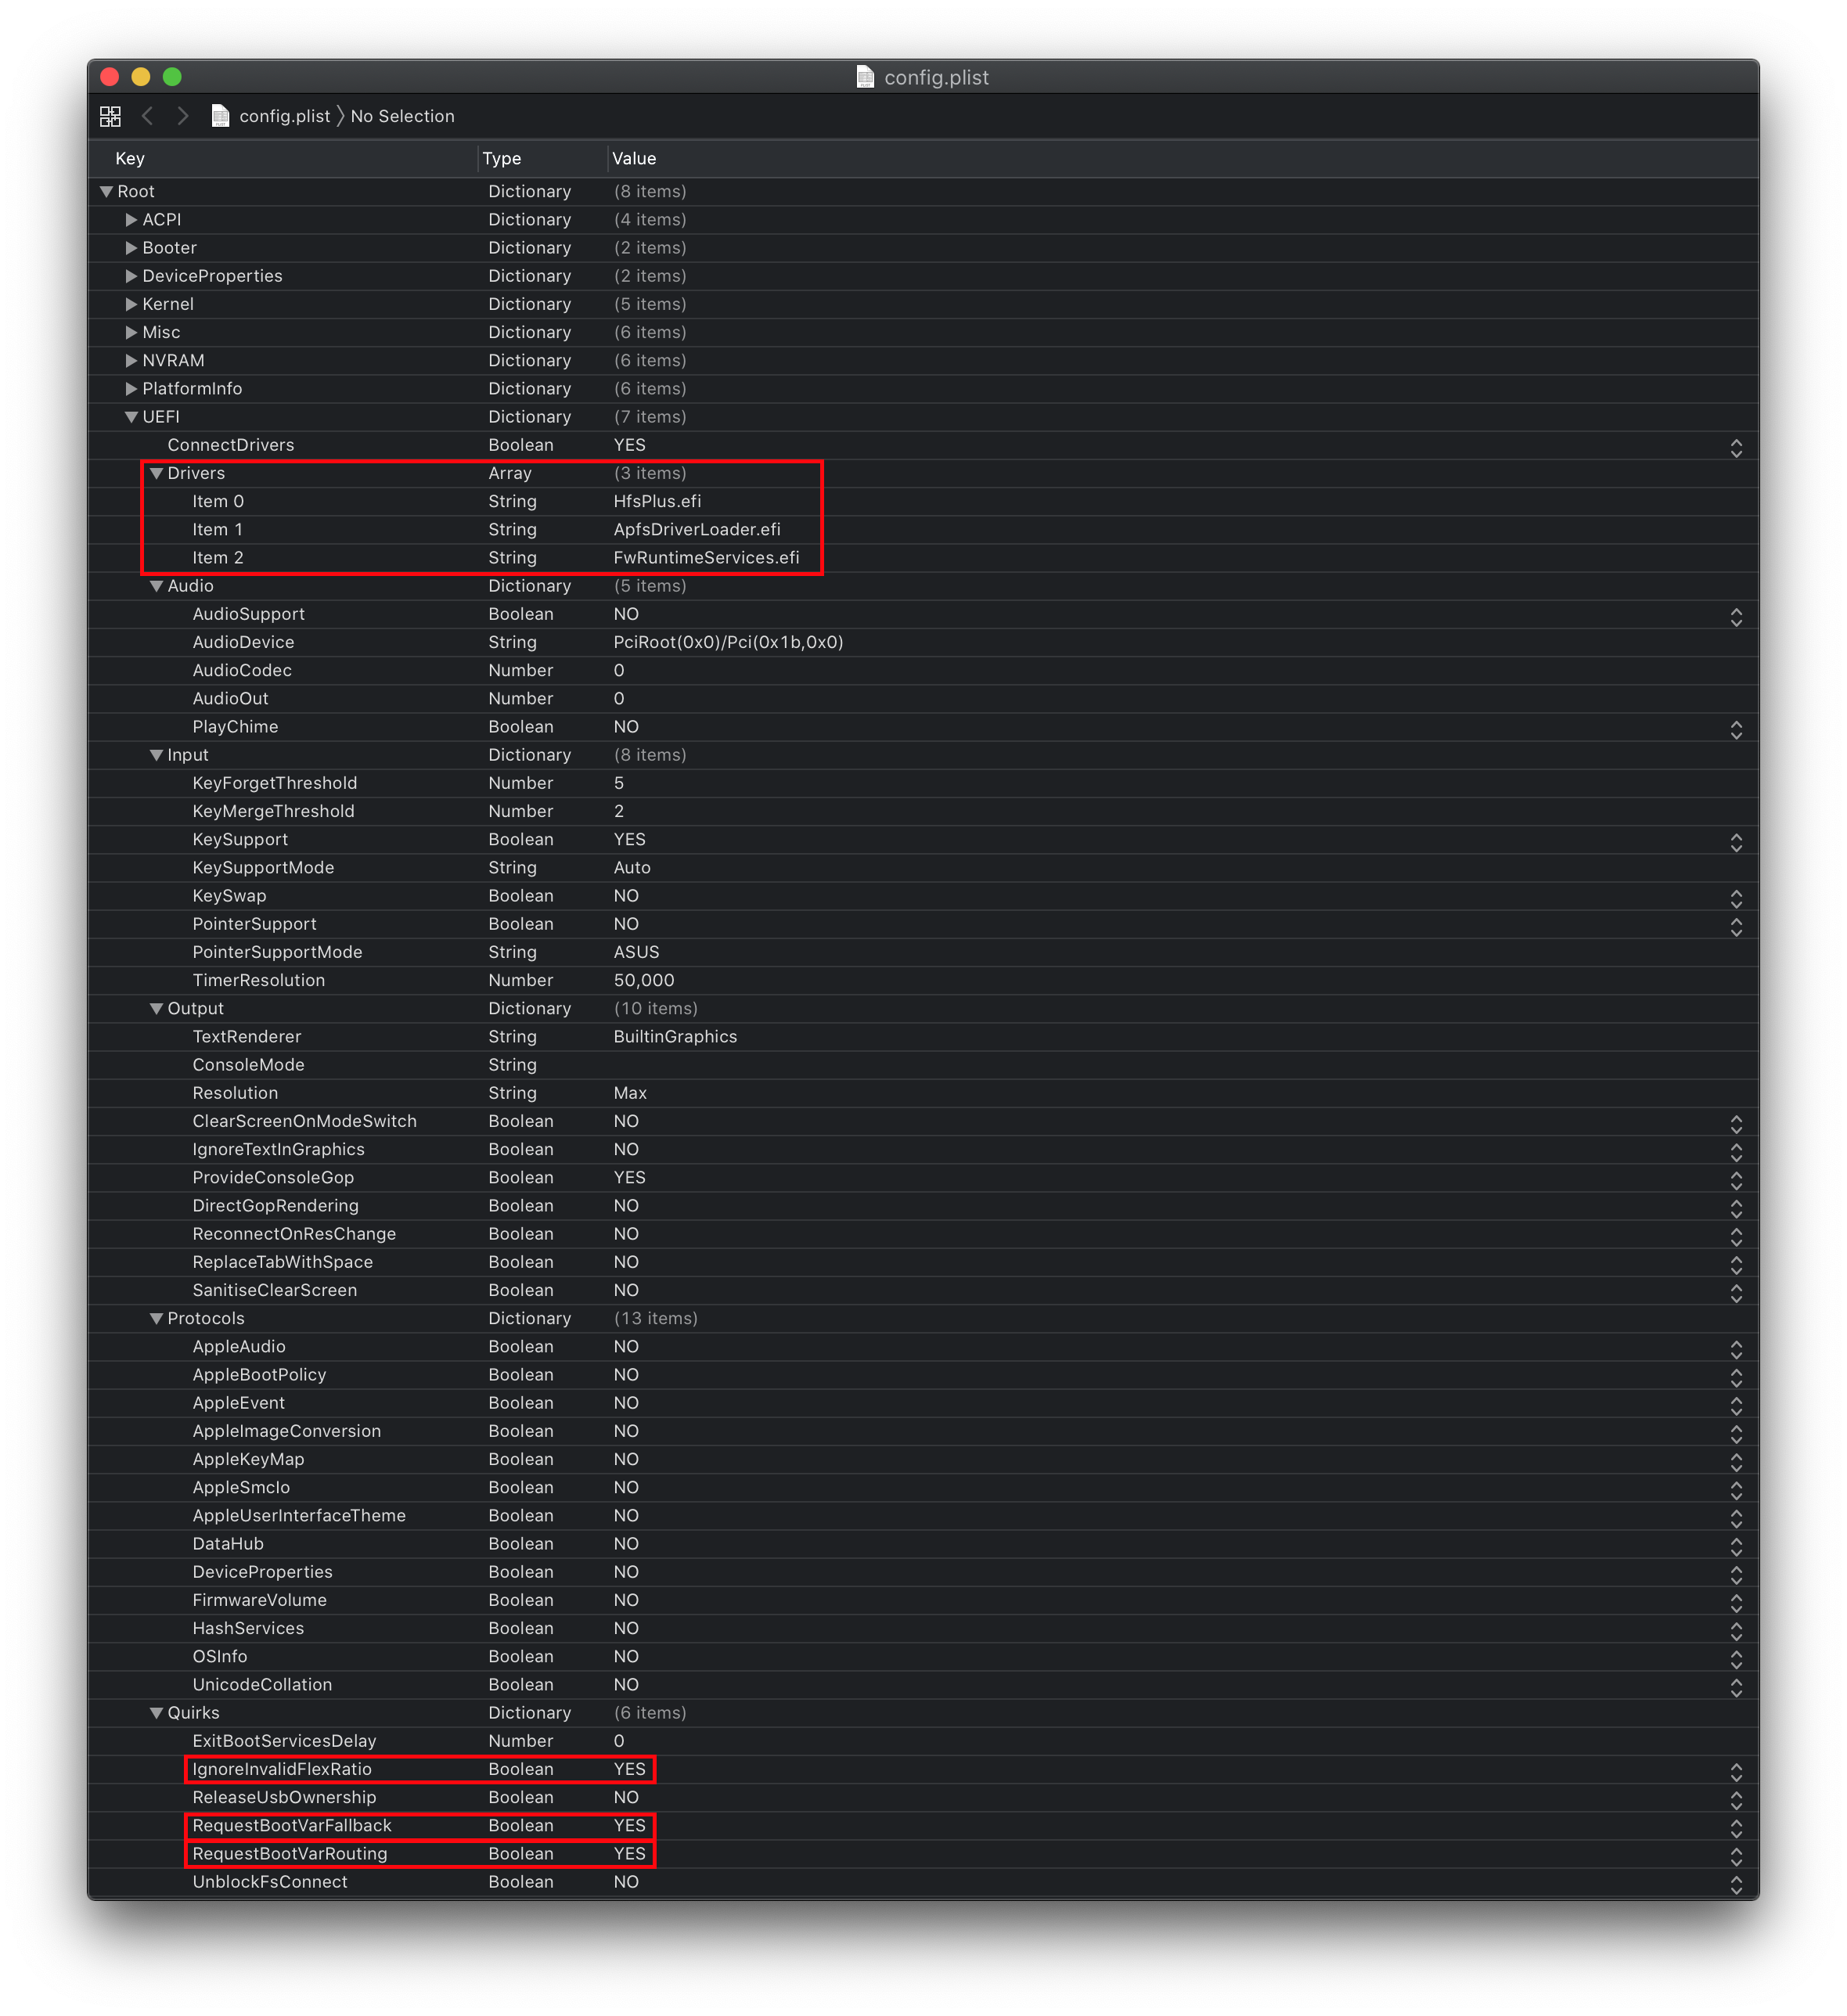 config.plist
config.plist 〉 No Selection
Key Type Value
Root Dictionary (8 items)
ACPI Dictionary (4 items)
Booter Dictionary (2 items)
DeviceProperties Dictionary (2 items)
Kernel Dictionary (5 items)
Misc Dictionary (6 items)
NVRAM Dictionary (6 items)
PlatformInfo Dictionary (6 items)
UEFI Dictionary (7 items)
ConnectDrivers Boolean YES
Drivers Array (3 items)
Item 0 String HfsPlus.efi
Item 1 String ApfsDriverLoader.efi
Item 2 String FwRuntimeServices.efi
Audio Dictionary (5 items)
AudioSupport Boolean NO
AudioDevice String PciRoot(0x0)/Pci(0x1b,0x0)
AudioCodec Number 0
AudioOut Number 0
PlayChime Boolean NO
Input Dictionary (8 items)
KeyForgetThreshold Number 5
KeyMergeThreshold Number 2
KeySupport Boolean YES
KeySupportMode String Auto
KeySwap Boolean NO
PointerSupport Boolean NO
PointerSupportMode String ASUS
TimerResolution Number 50,000
Output Dictionary (10 items)
TextRenderer String BuiltinGraphics
ConsoleMode String
Resolution String Max
ClearScreenOnModeSwitch Boolean NO
IgnoreTextInGraphics Boolean NO
ProvideConsoleGop Boolean YES
DirectGopRendering Boolean NO
ReconnectOnResChange Boolean NO
ReplaceTabWithSpace Boolean NO
SanitiseClearScreen Boolean NO
Protocols Dictionary (13 items)
AppleAudio Boolean NO
AppleBootPolicy Boolean NO
AppleEvent Boolean NO
AppleImageConversion Boolean NO
AppleKeyMap Boolean NO
AppleSmcIo Boolean NO
AppleUserInterfaceTheme Boolean NO
DataHub Boolean NO
DeviceProperties Boolean NO
FirmwareVolume Boolean NO
HashServices Boolean NO
OSInfo Boolean NO
UnicodeCollation Boolean NO
Quirks Dictionary (6 items)
ExitBootServicesDelay Number 0
IgnoreInvalidFlexRatio Boolean YES
ReleaseUsbOwnership Boolean NO
RequestBootVarFallback Boolean YES
RequestBootVarRouting Boolean YES
UnblockFsConnect Boolean NO